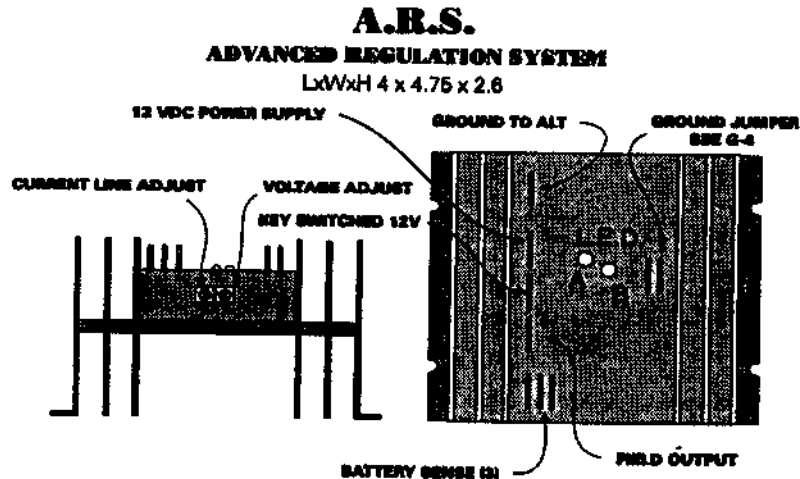 A.R.S.
ADVANCED REGULATION SYSTEM
LxWxH 4 x 4.75 x 2.6
12 VDC POWER SUPPLY
GROUND TO ALT
GROUND JUMPER
SEE G-4
CURRENT LINE ADJUST
VOLTAGE ADJUST
KEY SWITCHED 12V
L.E.D.
A
B
BATTERY SENSE (3)
FIELD OUTPUT